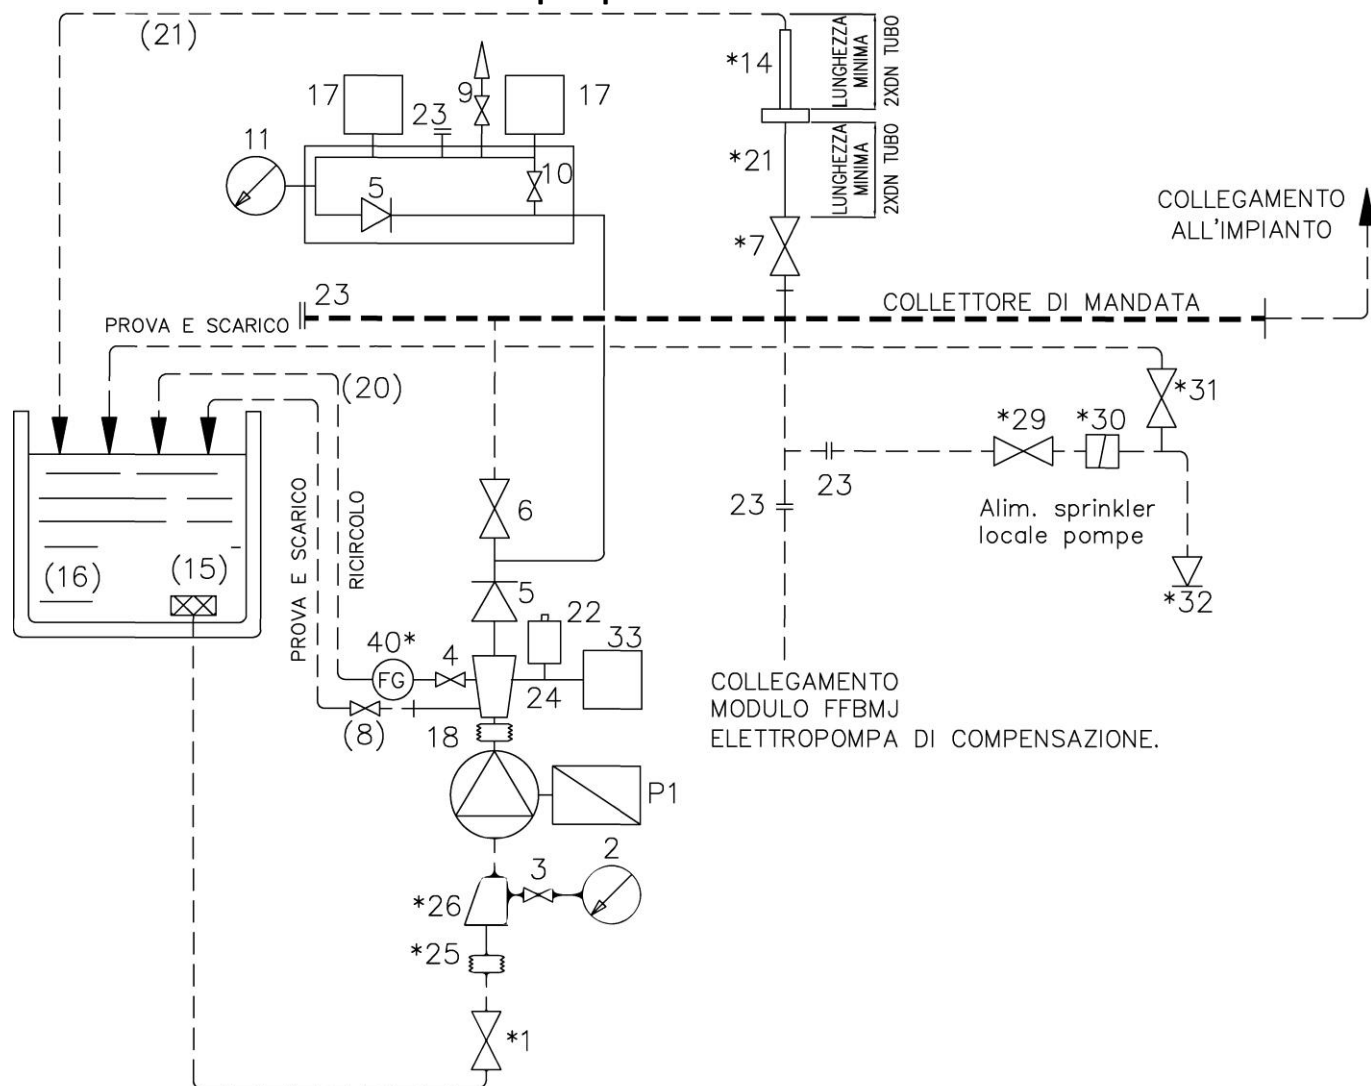 (21)
*14
LUNGHEZZA
MINIMA
2XDN TUBO
17
23
9
17
11
5
10
*21
LUNGHEZZA
MINIMA
2XDN TUBO
*7
COLLEGAMENTO
ALL'IMPIANTO
23
PROVA E SCARICO
COLLETTORE DI MANDATA
(20)
*31
*29
*30
23
23
Alim. sprinkler
locale pompe
*32
6
PROVA E SCARICO
RICIRCOLO
(16)
(15)
5
22
33
40*
4
FG
24
(8)
18
COLLEGAMENTO
MODULO FFBMJ
ELETTROPOMPA DI COMPENSAZIONE.
P1
2
3
*26
*25
*1